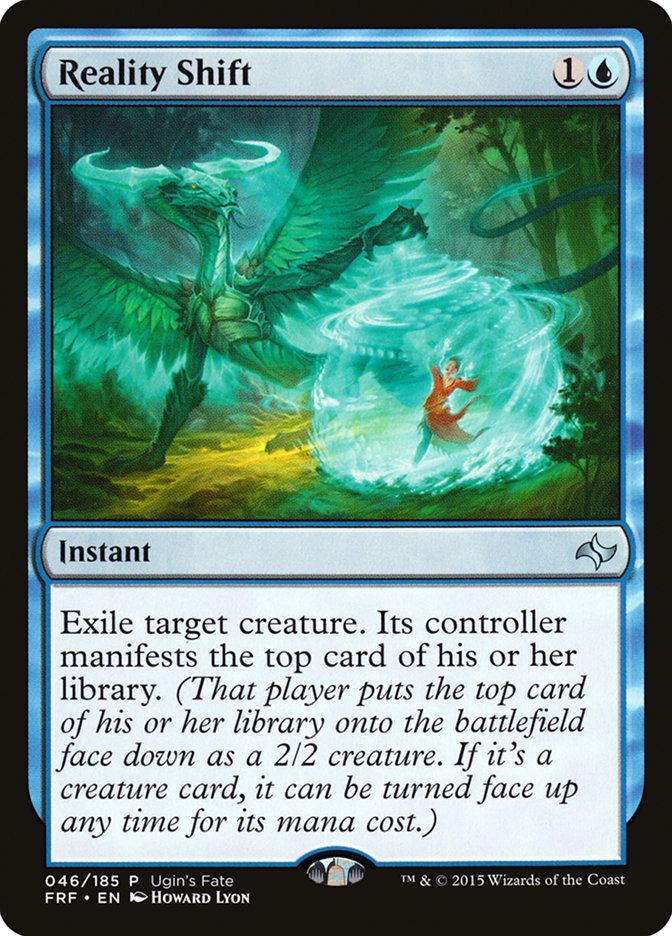 Reality Shift 1
LYON
Instant
Exile target creature. Its controller
manifests the top card of his or her
library. (That player puts the top card
of his or her library onto the battlefield
face down as a 2/2 creature. If it's a
creature card, it can be turned face up
any time for its mana cost.)
046/185 P Ugin's Fate
™ & © 2015 Wizards of the Coast
FRF • EN Howard Lyon